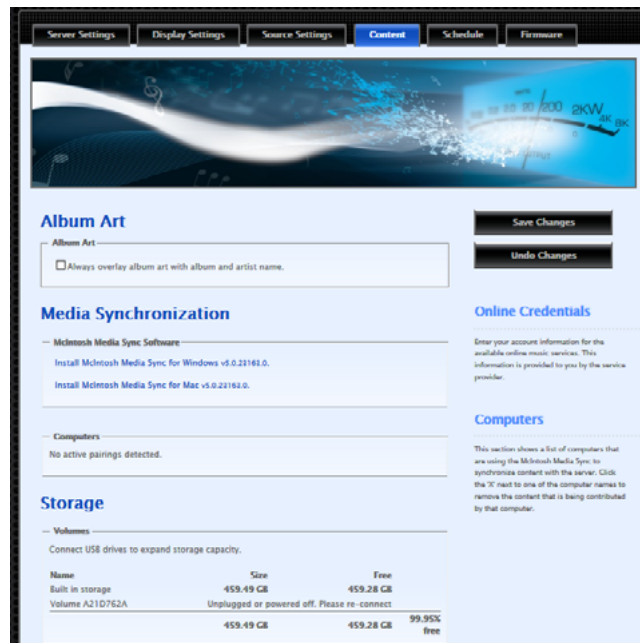 Server Settings Display Settings Source Settings Content Schedule Firmware
2KW
4K 8K
200
OUTPUT
Album Art
Album Art
Always overlay album art with album and artist name.
Save Changes
Undo Changes
Media Synchronization
McIntosh Media Sync Software
Install McIntosh Media Sync for Windows v5.0.23163.0.
Install McIntosh Media Sync for Mac v5.0.23163.0.
Computers
No active pairings detected.
Online Credentials
Enter your account information for the
available online music services. This
information is provided to you by the service
provider.
Computers
This section shows a list of computers that
are using the McIntosh Media Sync to
synchronize content with the server. Click
the 'X' next to one of the computer names to
remove the content that is being contributed
by that computer.
Storage
Volumes
Connect USB drives to expand storage capacity.
Name Size Free
Built in storage 459.49 GB 459.28 GB
Volume A21D762A Unplugged or powered off. Please re-connect
459.49 GB 459.28 GB 99.95%
free